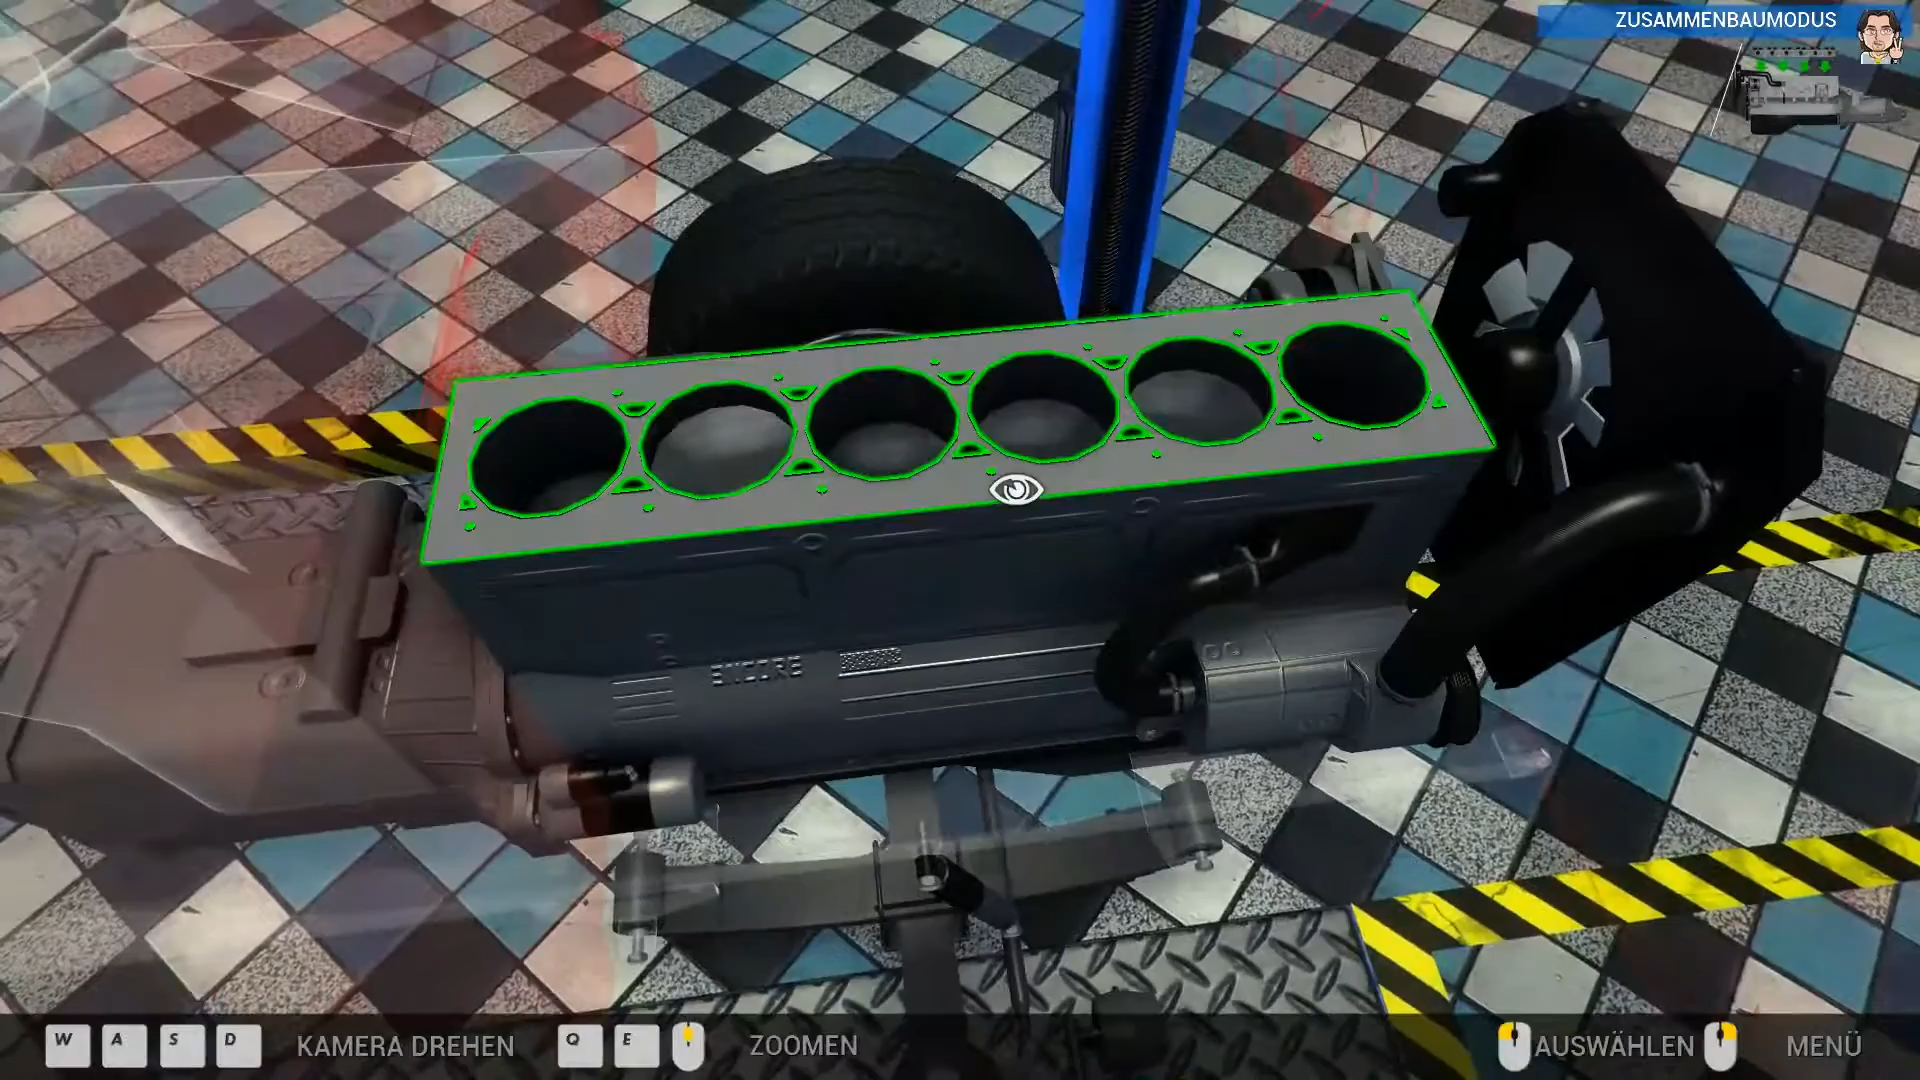 ZUSAMMENBAUMODUS
ENCORE
W A S D KAMERA DREHEN Q E ZOOMEN AUSWÄHLEN MENÜ